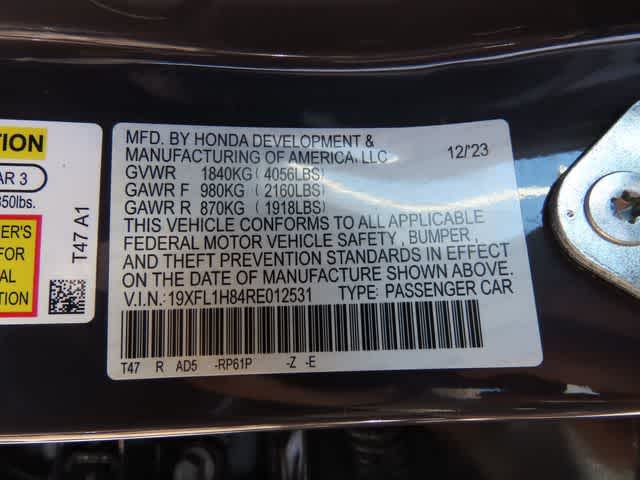 TION
AR 3
850lbs.
ER'S
FOR
AL
TION
T47 A1
MFD. BY HONDA DEVELOPMENT &
MANUFACTURING OF AMERICA, LLC 12/'23
GVWR 1840KG (4056LBS)
GAWR F 980KG (2160LBS)
GAWR R 870KG (1918LBS)
THIS VEHICLE CONFORMS TO ALL APPLICABLE
FEDERAL MOTOR VEHICLE SAFETY , BUMPER ,
AND THEFT PREVENTION STANDARDS IN EFFECT
ON THE DATE OF MANUFACTURE SHOWN ABOVE.
V.I.N.:19XFL1H84RE012531 TYPE: PASSENGER CAR
T47 R AD5 -RP61P -Z -E